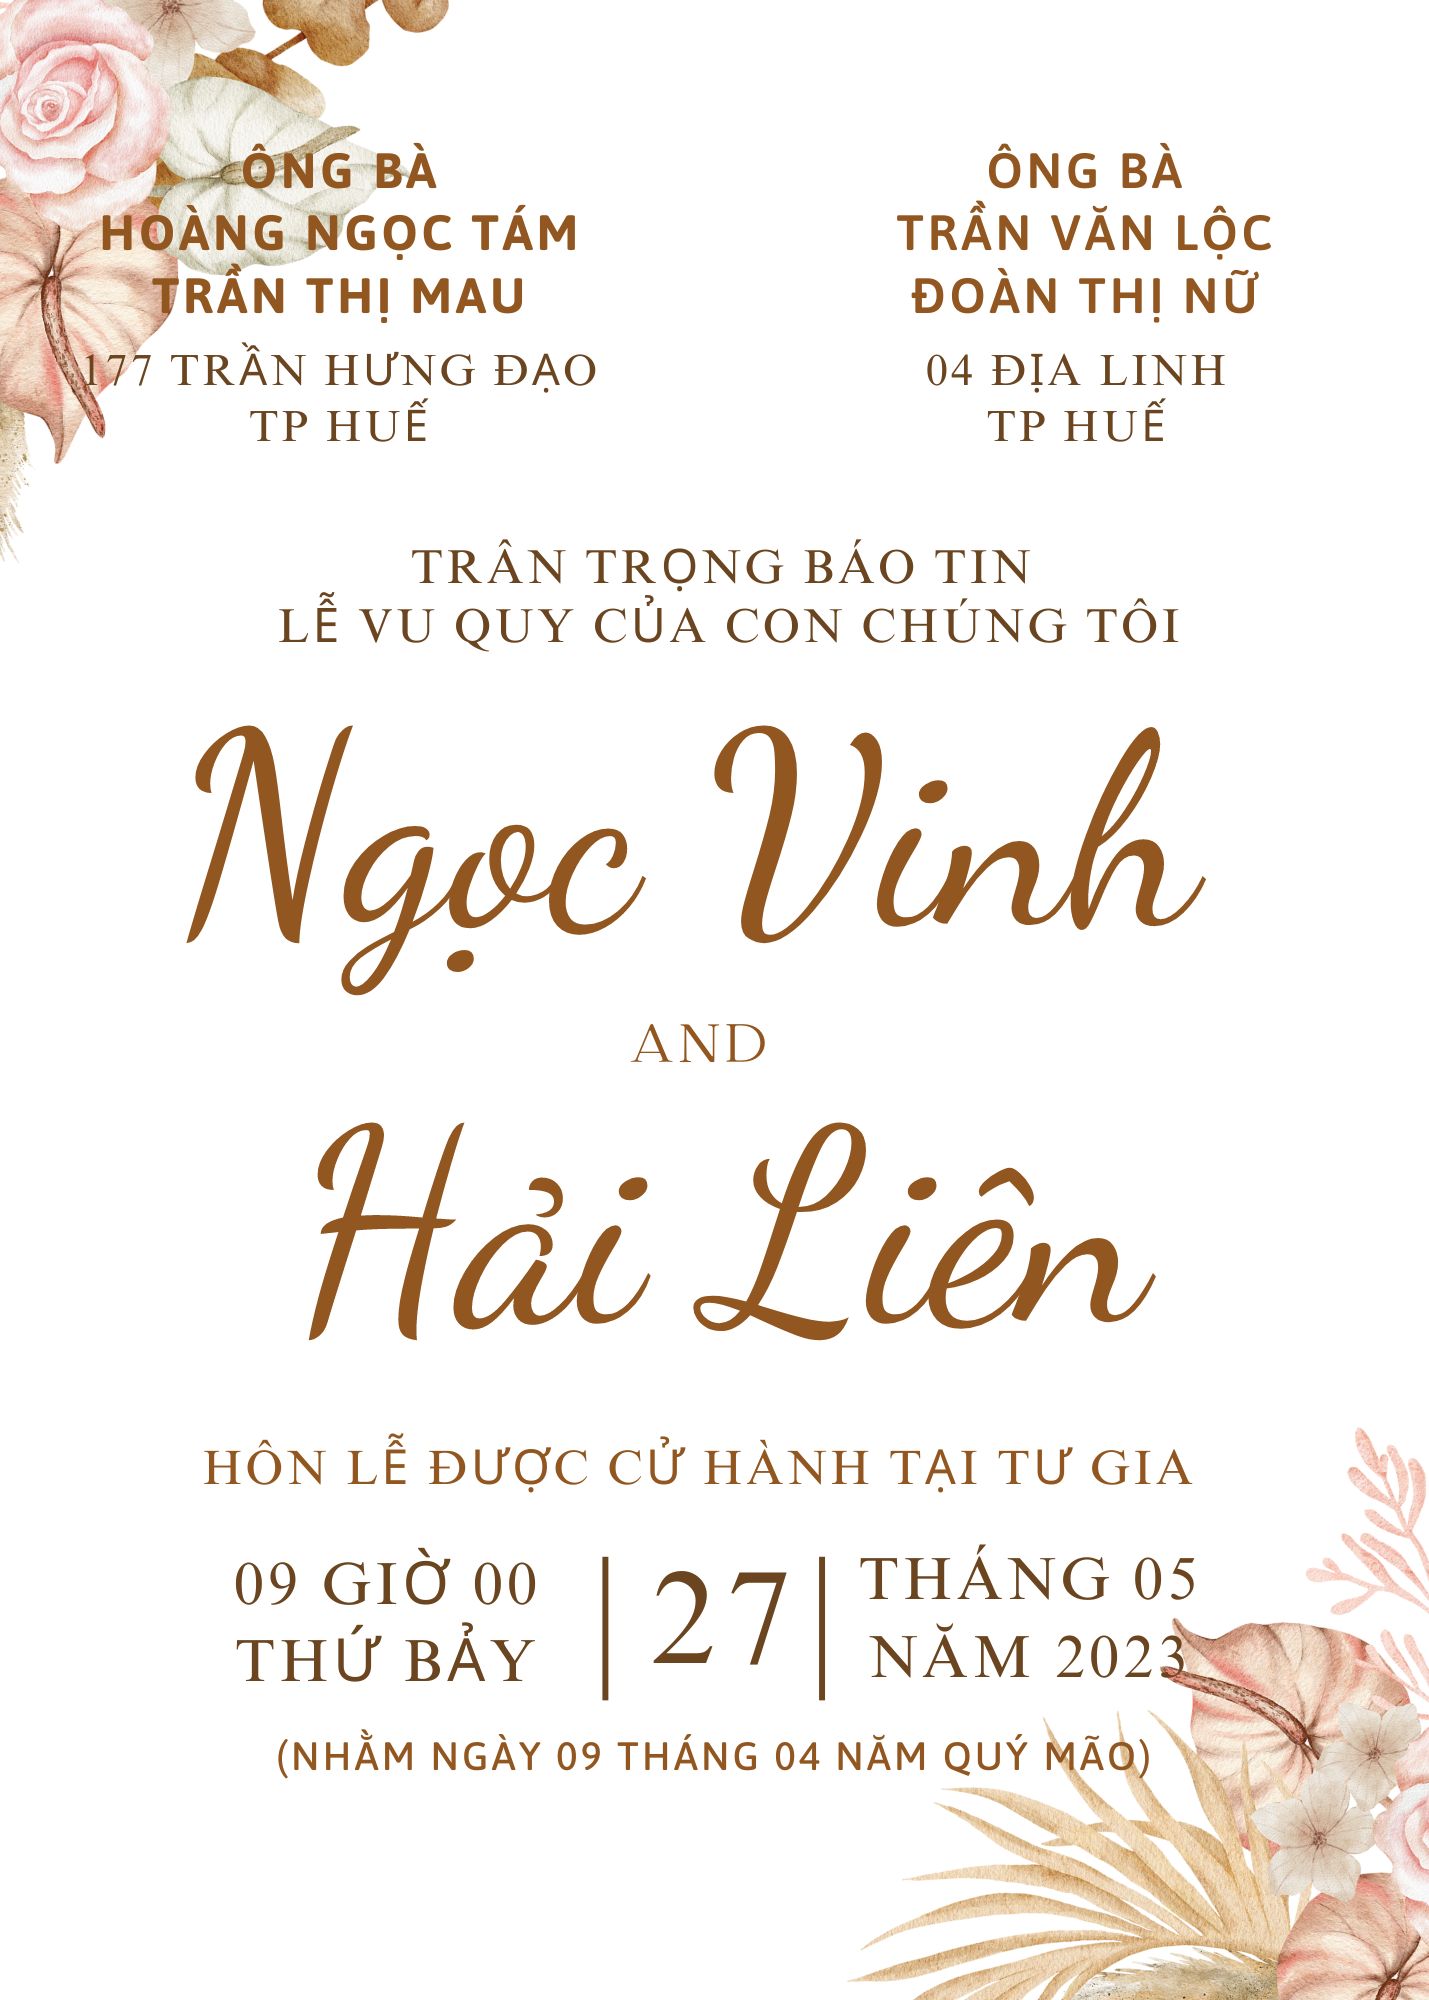 ÔNG BÀ
HOÀNG NGỌC TÁM
TRẦN THỊ MAU
177 TRẦN HƯNG ĐẠO
TP HUẾ
ÔNG BÀ
TRẦN VĂN LỘC
ĐOÀN THỊ NỮ
04 ĐỊA LINH
TP HUẾ
TRÂN TRỌNG BÁO TIN
LỄ VU QUY CỦA CON CHÚNG TÔI
Ngọc Vinh
AND
Hải Liên
HÔN LỄ ĐƯỢC CỬ HÀNH TẠI TƯ GIA
09 GIỜ 00
THỨ BẢY
27
THÁNG 05
NĂM 2023
(NHẰM NGÀY 09 THÁNG 04 NĂM QUÝ MÃO)